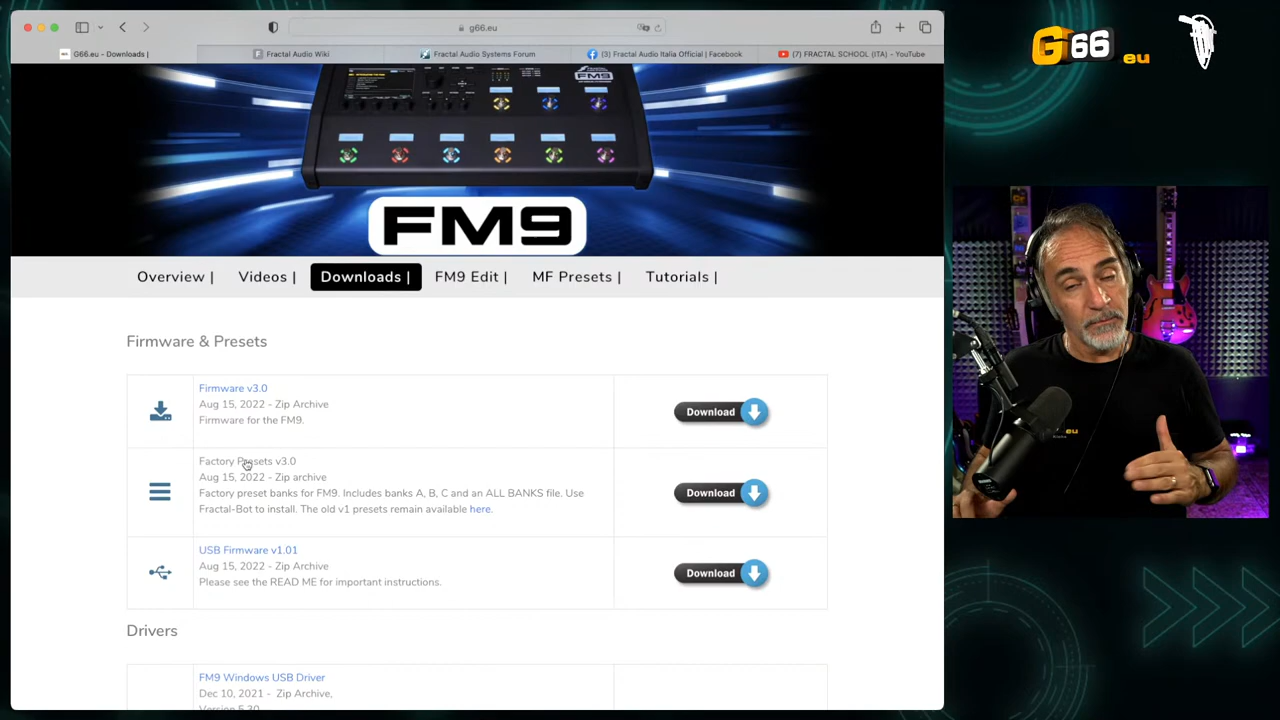 g66.eu
G66.eu - Downloads |
Fractal Audio Wiki
Fractal Audio Systems Forum
(3) Fractal Audio Italia Official | Facebook
(7) FRACTAL SCHOOL (ITA) – YouTube
G66.eu
FM9
Overview |
Videos |
Downloads |
FM9 Edit |
MF Presets |
Tutorials |
Firmware & Presets
Firmware v3.0
Aug 15, 2022 - Zip Archive
Firmware for the FM9.
Download
Factory Presets v3.0
Aug 15, 2022 - Zip archive
Factory preset banks for FM9. Includes banks A, B, C and an ALL BANKS file. Use
Fractal-Bot to install. The old v1 presets remain available here.
Download
USB Firmware v1.01
Aug 15, 2022 - Zip Archive
Please see the READ ME for important instructions.
Download
Drivers
FM9 Windows USB Driver
Dec 10, 2021 - Zip Archive,
Version 5.30